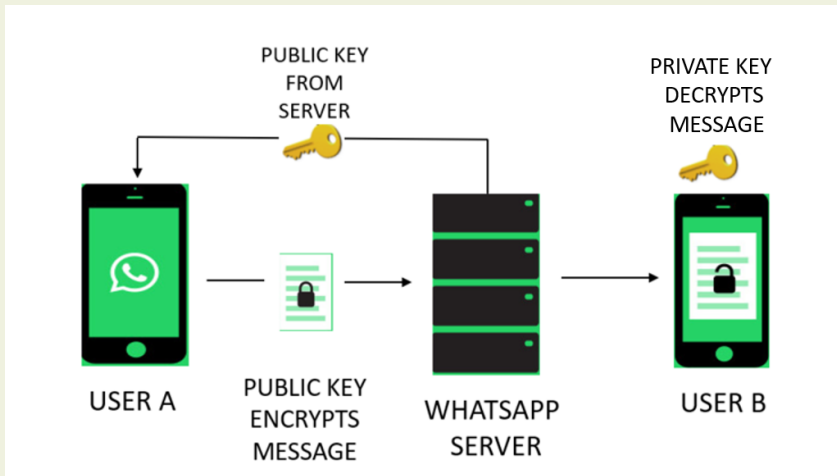 PUBLIC KEY
FROM
SERVER
PRIVATE KEY
DECRYPTS
MESSAGE
USER A
PUBLIC KEY
ENCRYPTS
MESSAGE
WHATSAPP
SERVER
USER B